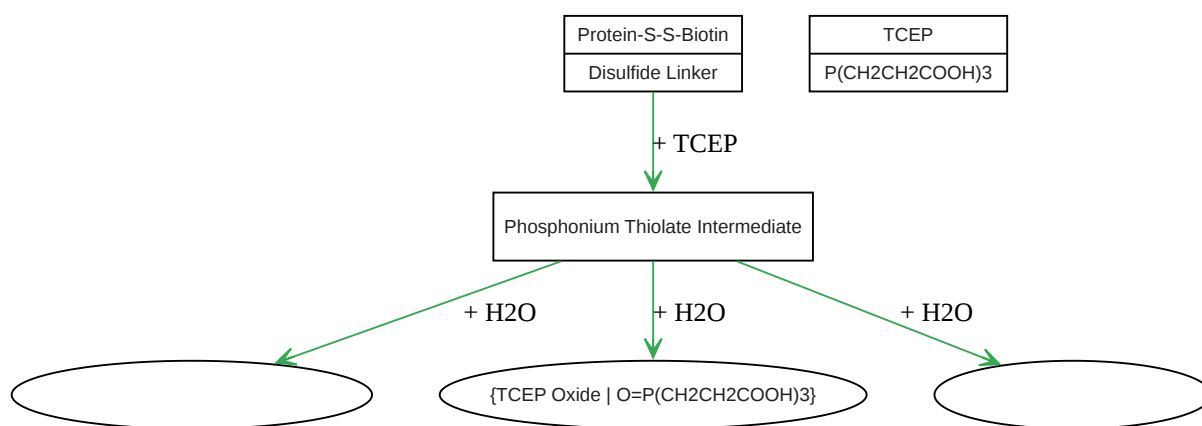 Protein-S-S-Biotin
Disulfide Linker
TCEP
P(CH2CH2COOH)3
+ TCEP
Phosphonium Thiolate Intermediate
+ H2O
+ H2O
+ H2O
{TCEP Oxide | O=P(CH2CH2COOH)3}